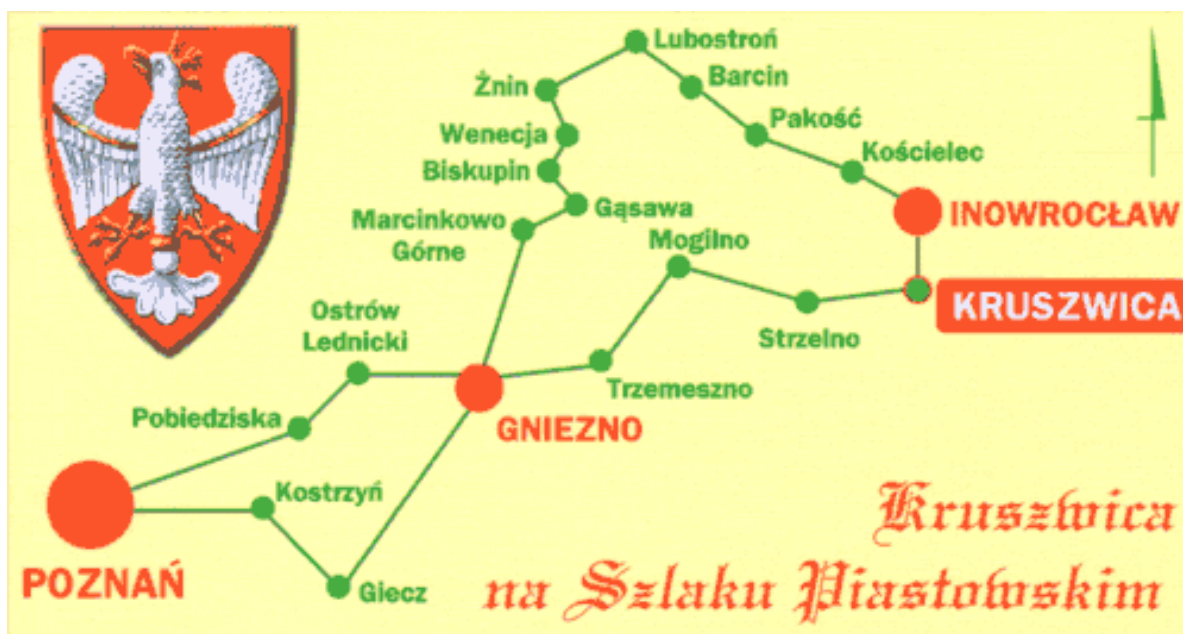 Lubostroń
Żnin
Barcin
Wenecja
Pakość
Biskupin
Kościelec
Marcinkowo
Górne
Gąsawa
INOWROCŁAW
Mogilno
KRUSZWICA
Ostrów
Lednicki
Strzelno
Trzemeszno
Pobiedziska
GNIEZNO
Kostrzyń
POZNAŃ
Giecz
Kruszwica
na Szlaku Piastowskim